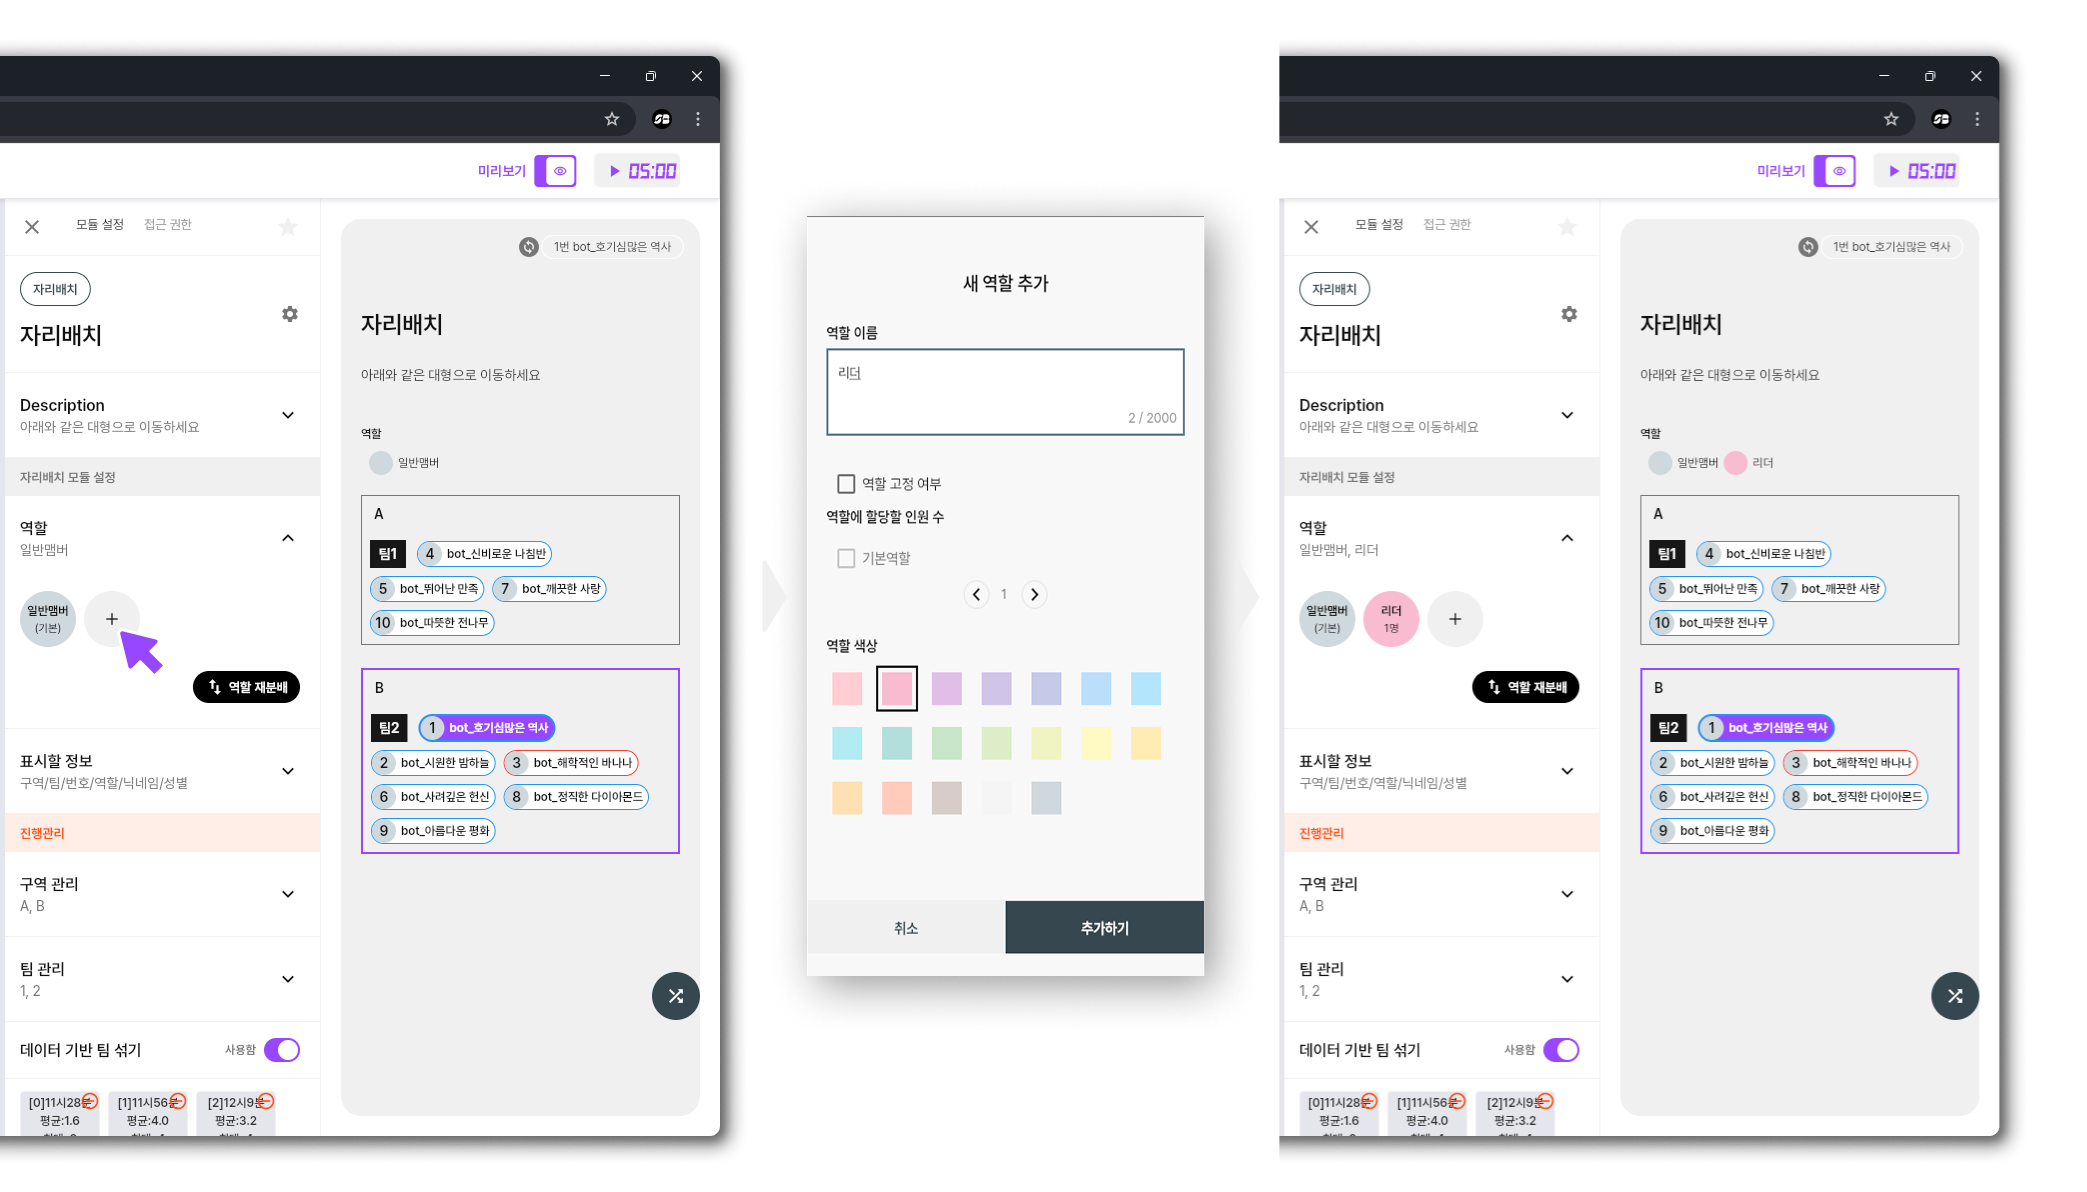 미리보기
05:00
모듈 설정
접근 권한
자리배치
자리배치
Description
아래와 같은 대형으로 이동하세요
자리배치 모듈 설정
역할
일반맴버
일반맴버
(기본)
역할 재분배
표시할 정보
구역/팀/번호/역할/닉네임/성별
진행관리
구역 관리
A, B
팀 관리
1, 2
데이터 기반 팀 섞기
사용함
[0]11시28분
평균:1.6
[1]11시56분
평균:4.0
[2]12시9분
평균:3.2
1번 bot_호기심많은 역사
자리배치
아래와 같은 대형으로 이동하세요
역할
일반맴버
A
팀1
4 bot_신비로운 나침반
5 bot_뛰어난 만족
7 bot_깨끗한 사랑
10 bot_따뜻한 전나무
B
팀2
1 bot_호기심많은 역사
2 bot_시원한 밤하늘
3 bot_해학적인 바나나
6 bot_사려깊은 헌신
8 bot_정직한 다이아몬드
9 bot_아름다운 평화
새 역할 추가
역할 이름
리더
2 / 2000
역할 고정 여부
역할에 할당할 인원 수
기본역할
1
역할 색상
취소
추가하기
미리보기
05:00
모듈 설정
접근 권한
자리배치
자리배치
Description
아래와 같은 대형으로 이동하세요
자리배치 모듈 설정
역할
일반맴버, 리더
일반맴버
(기본)
리더
1명
역할 재분배
표시할 정보
구역/팀/번호/역할/닉네임/성별
진행관리
구역 관리
A, B
팀 관리
1, 2
데이터 기반 팀 섞기
사용함
[0]11시28분
평균:1.6
[1]11시56분
평균:4.0
[2]12시9분
평균:3.2
1번 bot_호기심많은 역사
자리배치
아래와 같은 대형으로 이동하세요
역할
일반맴버
리더
A
팀1
4 bot_신비로운 나침반
5 bot_뛰어난 만족
7 bot_깨끗한 사랑
10 bot_따뜻한 전나무
B
팀2
1 bot_호기심많은 역사
2 bot_시원한 밤하늘
3 bot_해학적인 바나나
6 bot_사려깊은 헌신
8 bot_정직한 다이아몬드
9 bot_아름다운 평화